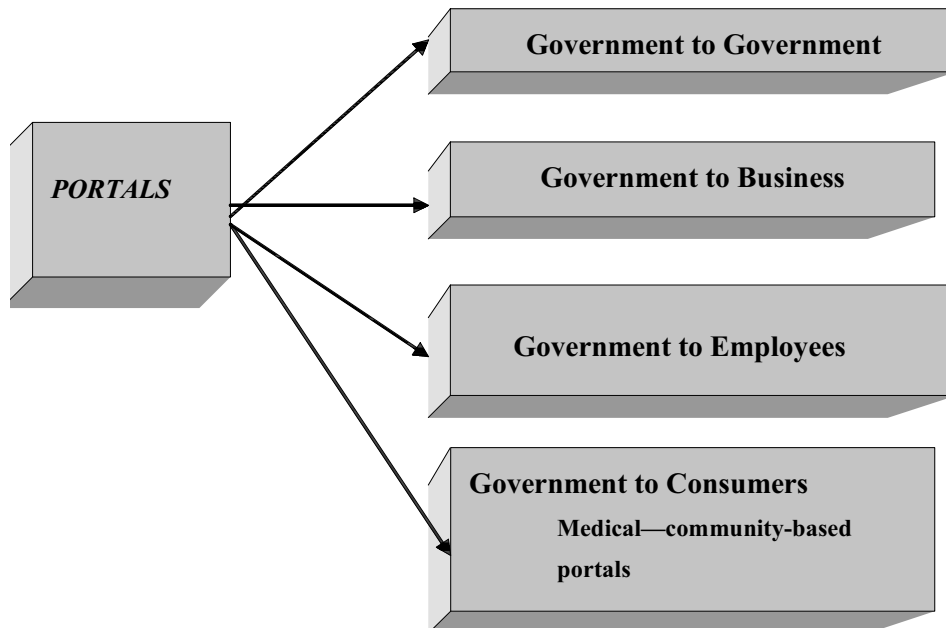 PORTALS
Government to Government
Government to Business
Government to Employees
Government to Consumers
Medical—community-based
portals